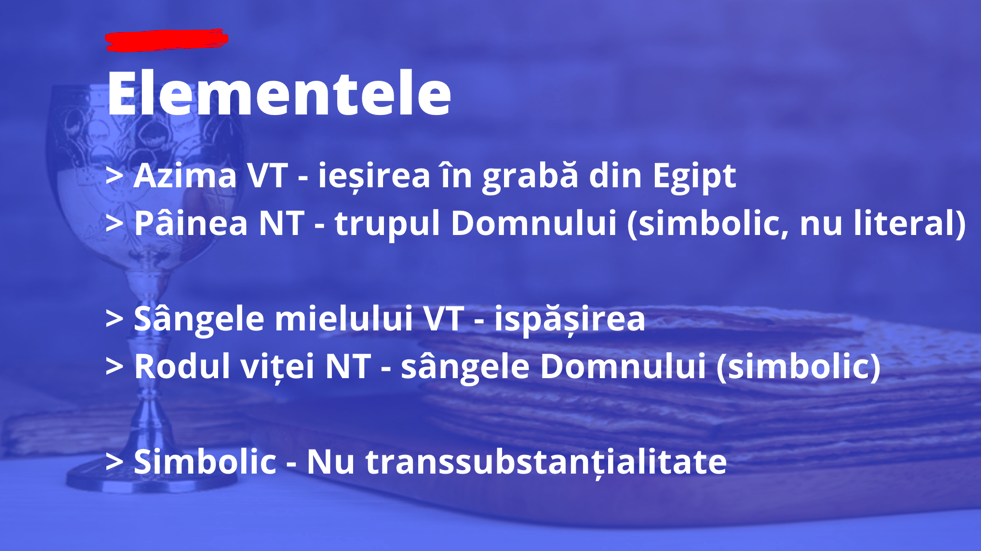 Elementele
> Azima VT - ieșirea în grabă din Egipt
> Pâinea NT - trupul Domnului (simbolic, nu literal)
> Sângele mielului VT - ispășirea
> Rodul viței NT - sângele Domnului (simbolic)
> Simbolic - Nu transsubstanțialitate